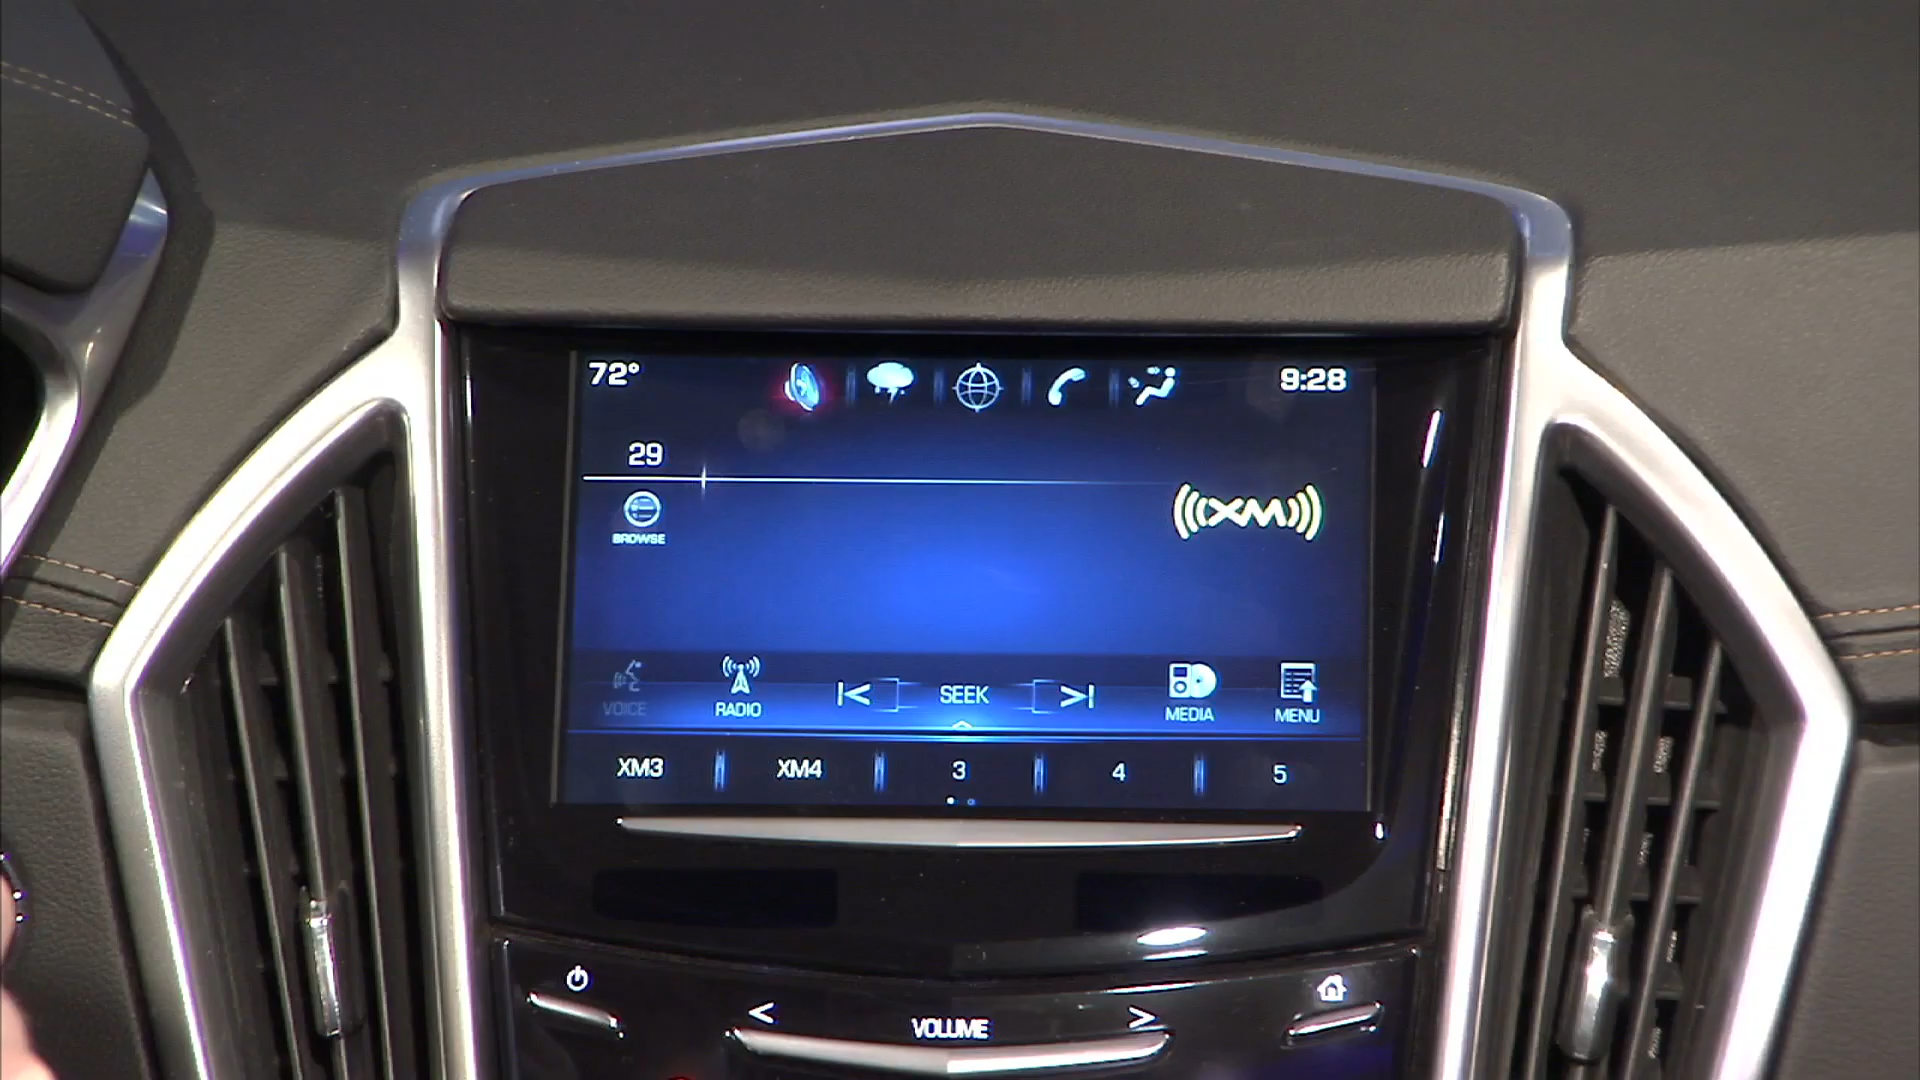 72° 9:28
29
BROWSE
((((XM))))
VOICE RADIO SEEK MEDIA MENU
XM3 XM4 3 4 5
< VOLUME >